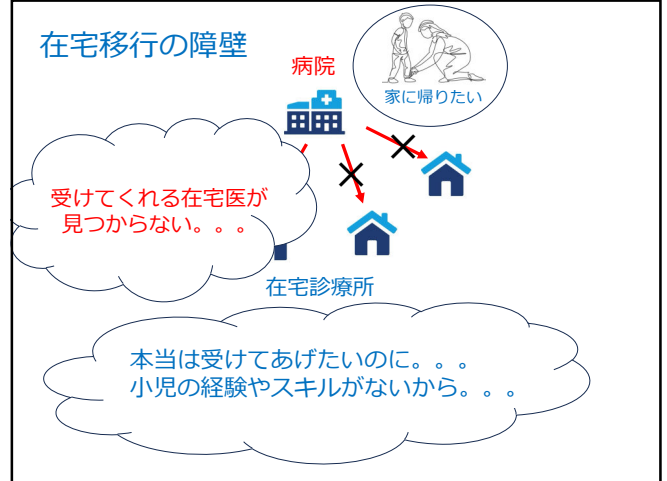 在宅移行の障壁
病院
家に帰りたい
受けてくれる在宅医が
見つからない。。。
在宅診療所
本当は受けてあげたいのに。。。
小児の経験やスキルがないから。。。